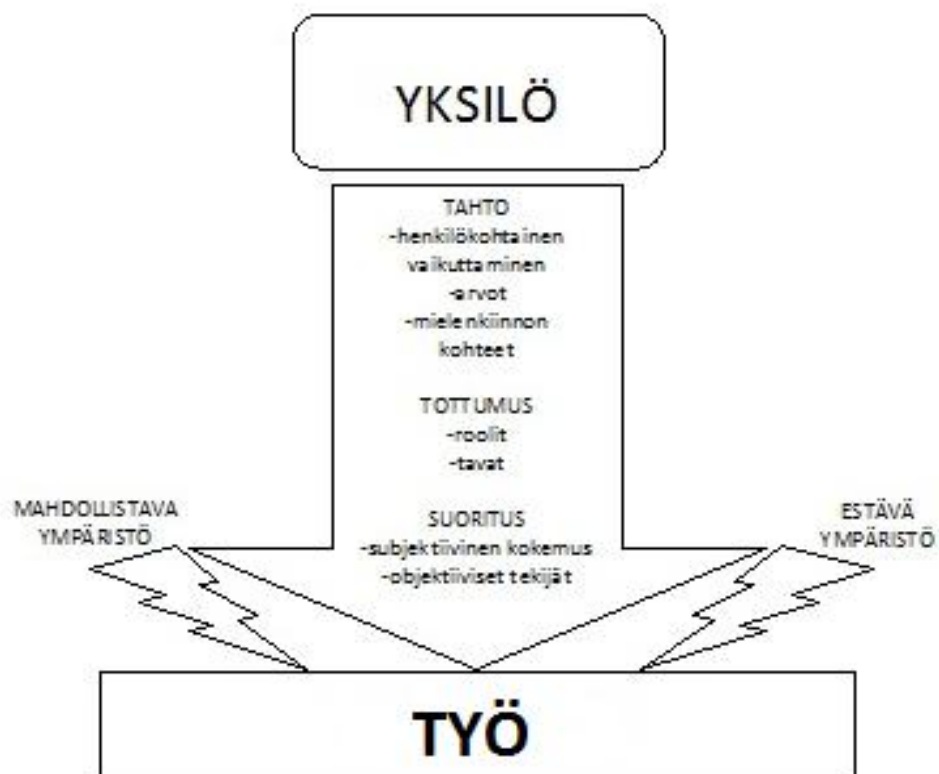 YKSILÖ
TAHTO
-henkilökohtainen
vaikuttaminen
-arvot
-mielenkiinnon
kohteet
TOTTUMUS
-roolit
-tavat
SUORITUS
-subjektiivinen kokemus
-objektiiviset tekijät
MAHDOLLISTAVA
YMPÄRISTÖ
ESTÄVÄ
YMPÄRISTÖ
TYÖ